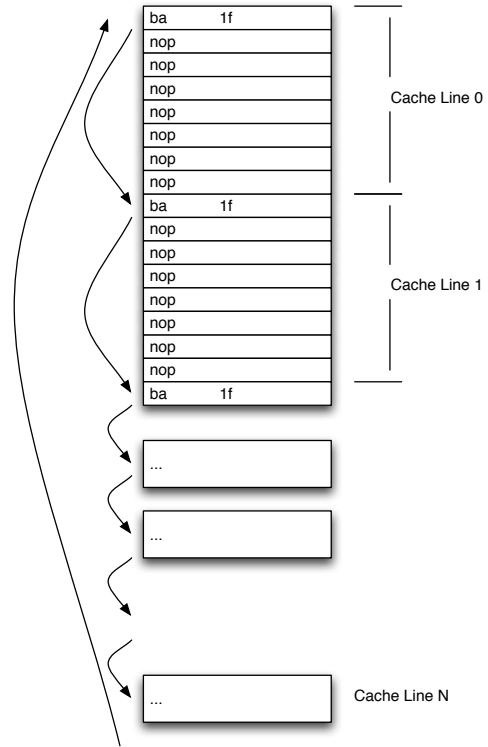 ba 1f
nop
nop
nop
Cache Line 0
nop
nop
nop
nop
ba 1f
nop
nop
nop
Cache Line 1
nop
nop
nop
nop
ba 1f
...
...
... Cache Line N